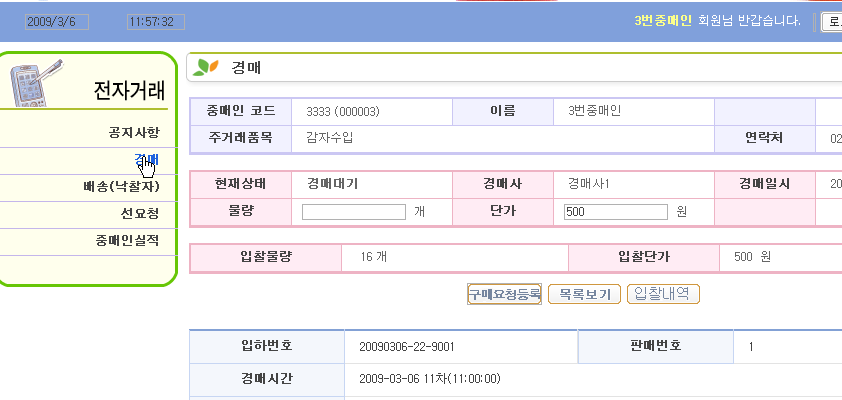 2009/3/6 11:57:32 3번중매인 회원님 반갑습니다.
전자거래
공지사항
경매
배송(낙찰자)
선요청
중매인실적
경매
중매인 코드 3333 (000003) 이름 3번중매인
주거래품목 감자수입 연락처 02
현재상태 경매대기 경매사 경매사1 경매일시 20
물량 개 단가 500 원
입찰물량 16 개 입찰단가 500 원
구매요청등록 목록보기 입찰내역
입하번호 20090306-22-9001 판매번호 1
경매시간 2009-03-06 11차(11:00:00)